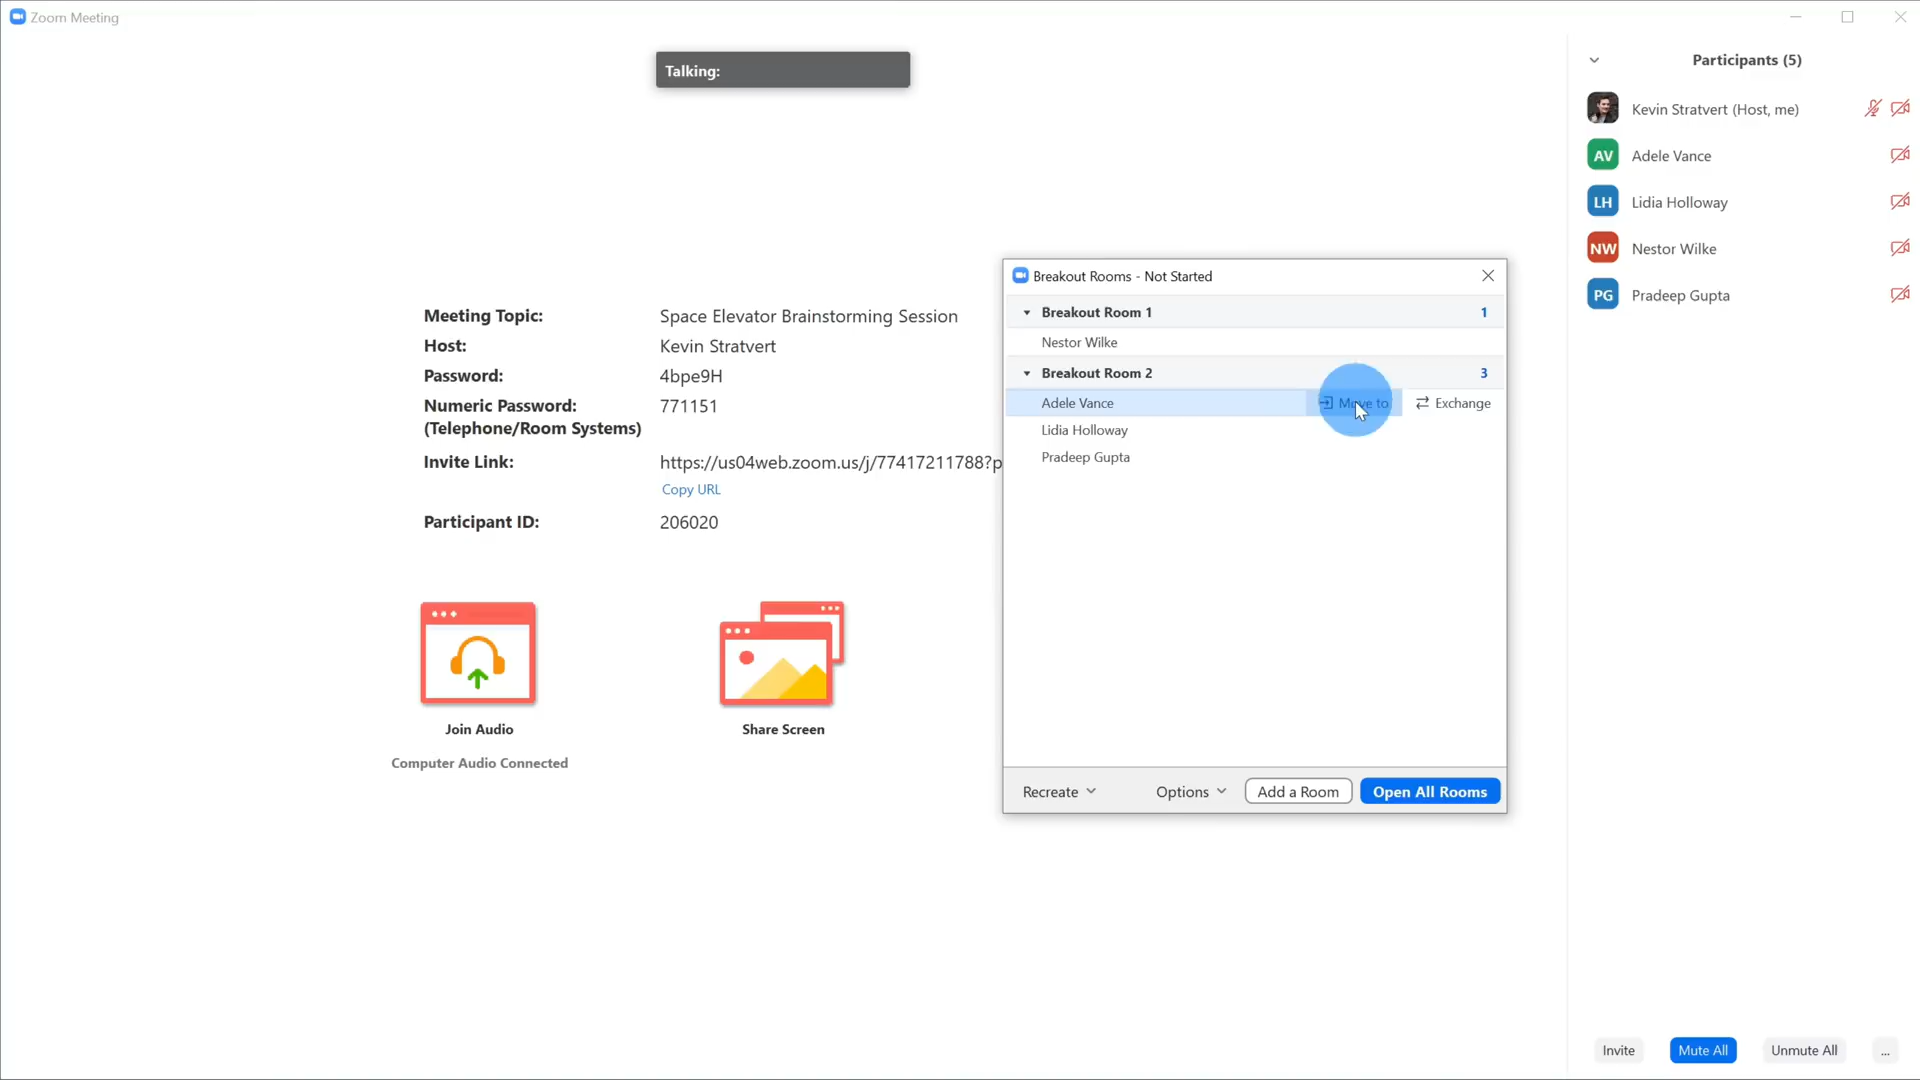 Zoom Meeting
Talking:
Participants (5)
Kevin Stratvert (Host, me)
AV Adele Vance
LH Lidia Holloway
NW Nestor Wilke
PG Pradeep Gupta
Meeting Topic: Space Elevator Brainstorming Session
Host: Kevin Stratvert
Password: 4bpe9H
Numeric Password: 771151
(Telephone/Room Systems)
Invite Link: https://us04web.zoom.us/j/77417211788?p
Copy URL
Participant ID: 206020
Join Audio
Computer Audio Connected
Share Screen
Breakout Rooms - Not Started
Breakout Room 1 1
Nestor Wilke
Breakout Room 2 3
Adele Vance Move to Exchange
Lidia Holloway
Pradeep Gupta
Recreate Options Add a Room Open All Rooms
Invite Mute All Unmute All ...